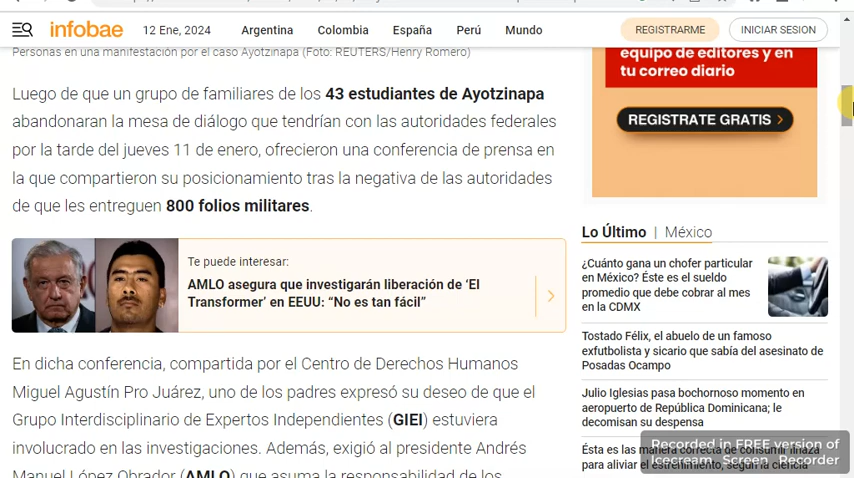 infobae
12 Ene, 2024
Argentina
Colombia
España
Perú
Mundo
REGISTRARME
INICIAR SESION
Personas en una manifestación por el caso Ayotzinapa (Foto: REUTERS/Henry Romero)
Luego de que un grupo de familiares de los 43 estudiantes de Ayotzinapa
abandonaran la mesa de diálogo que tendrían con las autoridades federales
por la tarde del jueves 11 de enero, ofrecieron una conferencia de prensa en
la que compartieron su posicionamiento tras la negativa de las autoridades
de que les entreguen 800 folios militares.
Te puede interesar:
AMLO asegura que investigarán liberación de ‘El
Transformer’ en EEUU: “No es tan fácil”
En dicha conferencia, compartida por el Centro de Derechos Humanos
Miguel Agustín Pro Juárez, uno de los padres expresó su deseo de que el
Grupo Interdisciplinario de Expertos Independientes (GIEI) estuviera
involucrado en las investigaciones. Además, exigió al presidente Andrés
Manuel López Obrador (AMLO) que asuma la responsabilidad de los
equipo de editores y en
tu correo diario
REGISTRATE GRATIS
Lo Último | México
¿Cuánto gana un chofer particular
en México? Éste es el sueldo
promedio que debe cobrar al mes
en la CDMX
Tostado Félix, el abuelo de un famoso
exfutbolista y sicario que sabía del asesinato de
Posadas Ocampo
Julio Iglesias pasa bochornoso momento en
aeropuerto de República Dominicana; le
decomisan su despensa
Ésta es las manera correcta de consumir linaza
para aliviar el estreñimiento, según la ciencia
Recorded in FREE version of
Icecream Screen Recorder